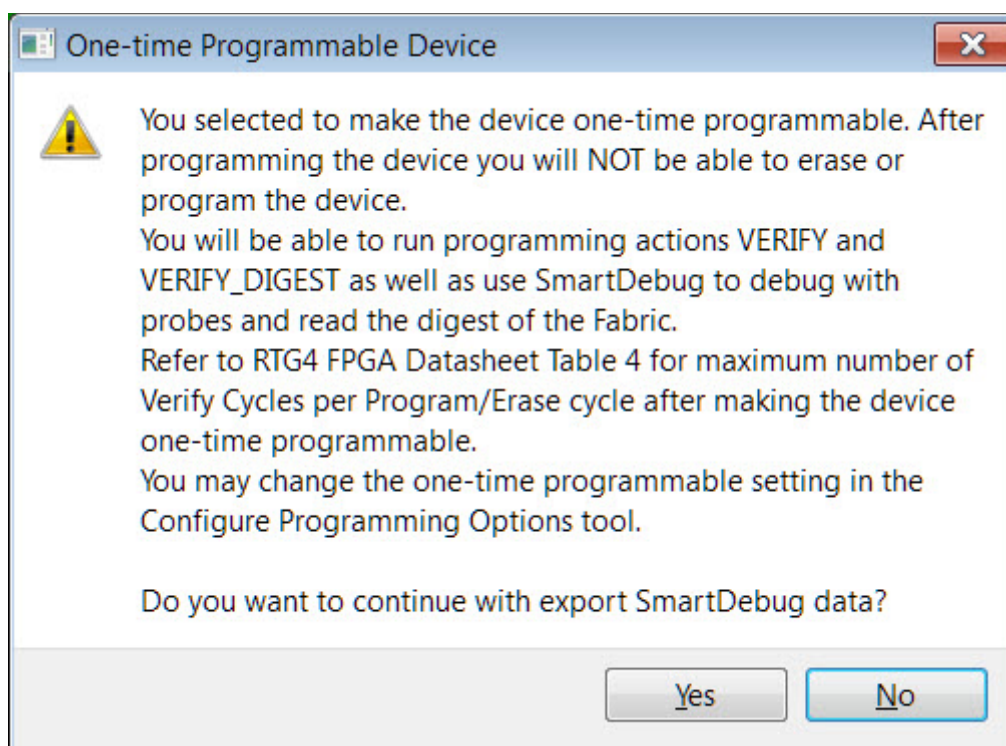 One-time Programmable Device
You selected to make the device one-time programmable. After
programming the device you will NOT be able to erase or
program the device.
You will be able to run programming actions VERIFY and
VERIFY_DIGEST as well as use SmartDebug to debug with
probes and read the digest of the Fabric.
Refer to RTG4 FPGA Datasheet Table 4 for maximum number of
Verify Cycles per Program/Erase cycle after making the device
one-time programmable.
You may change the one-time programmable setting in the
Configure Programming Options tool.
Do you want to continue with export SmartDebug data?
Yes No